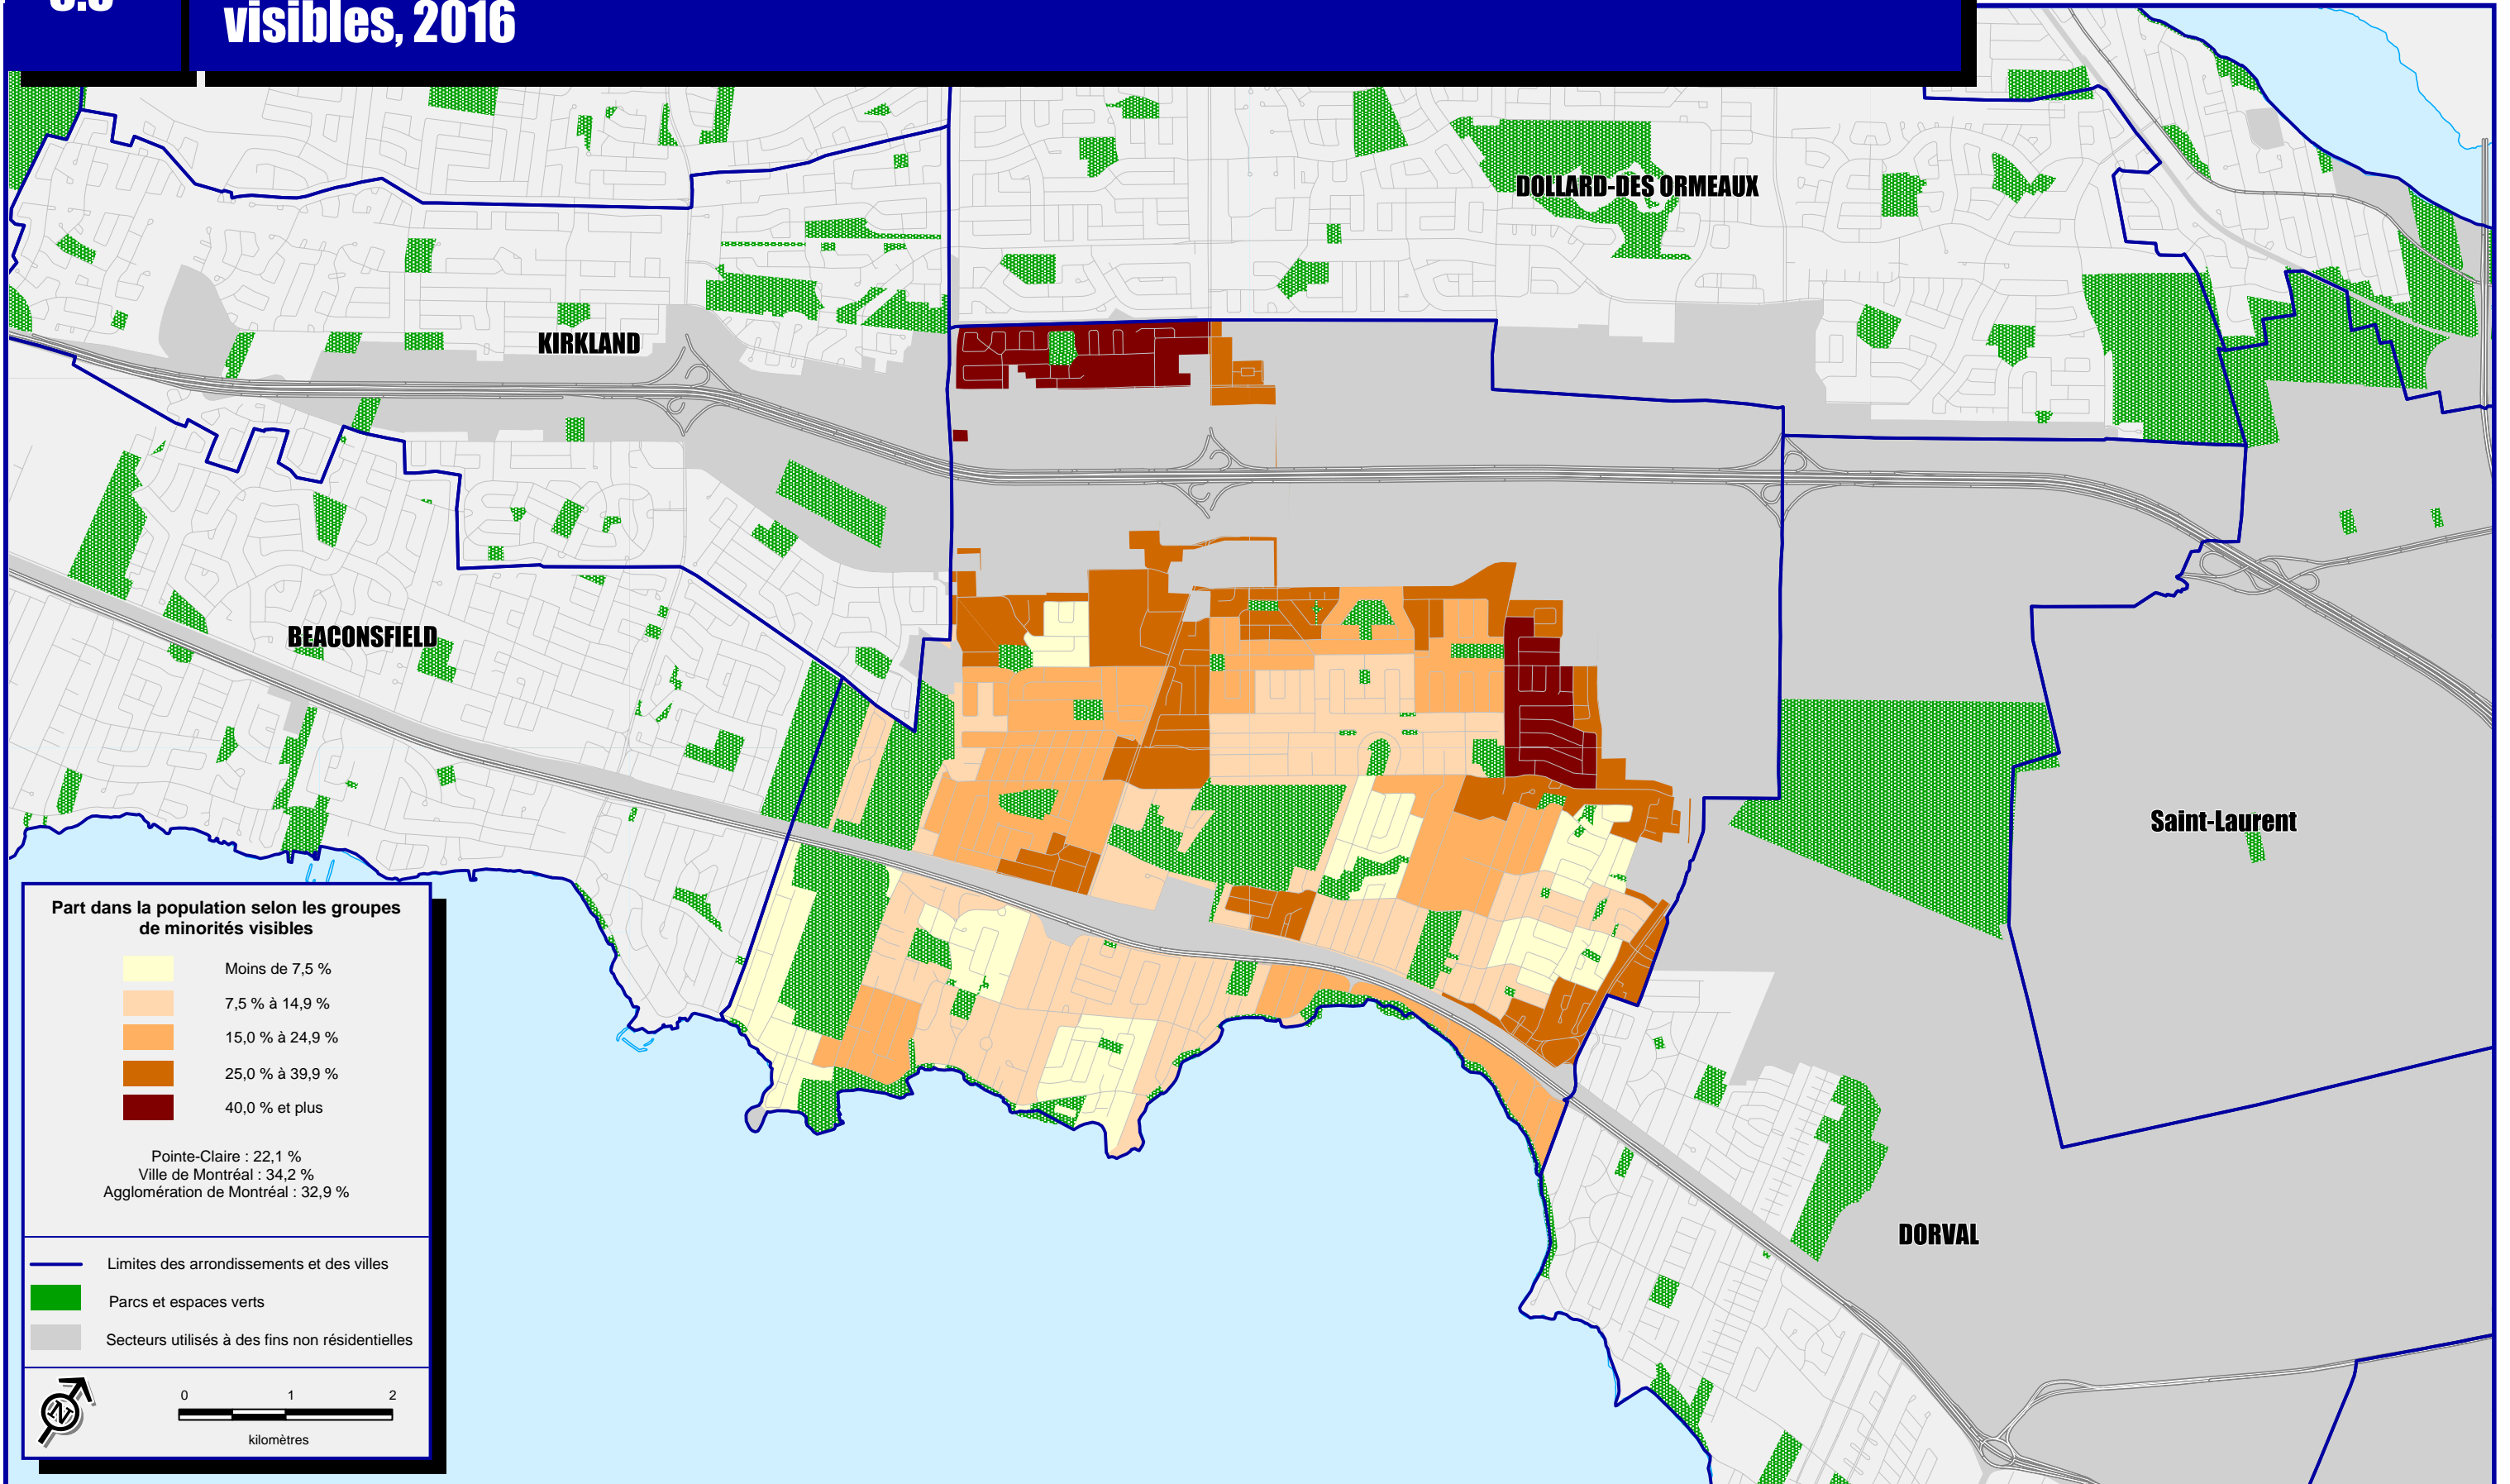 visibles, 2016
DOLLARD-DES ORMEAUX
KIRKLAND
BEACONSFIELD
Saint-Laurent
DORVAL
Part dans la population selon les groupes
de minorités visibles
Moins de 7,5 %
7,5 % à 14,9 %
15,0 % à 24,9 %
25,0 % à 39,9 %
40,0 % et plus
Pointe-Claire : 22,1 %
Ville de Montréal : 34,2 %
Agglomération de Montréal : 32,9 %
Limites des arrondissements et des villes
Parcs et espaces verts
Secteurs utilisés à des fins non résidentielles
N
0 1 2
kilomètres